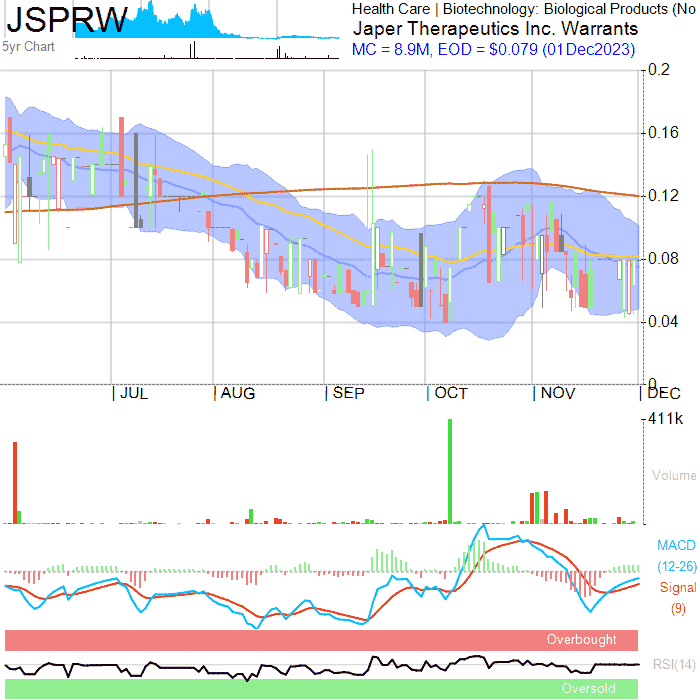 JSPRW
Health Care | Biotechnology: Biological Products (No
Japer Therapeutics Inc. Warrants
5yr Chart
MC = 8.9M, EOD = $0.079 (01Dec2023)
0.2
0.16
0.12
0.08
0.04
0
JUL AUG SEP OCT NOV DEC
411k
Volume
MACD
(12-26)
Signal
(9)
Overbought
RSI(14)
Oversold